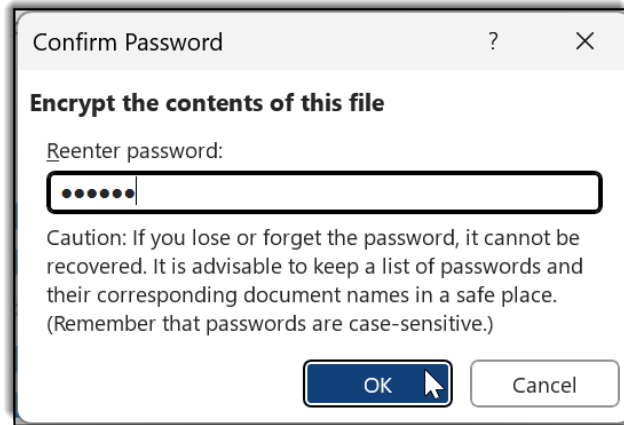 Confirm Password ?
Encrypt the contents of this file
Reenter password:
••••••
Caution: If you lose or forget the password, it cannot be
recovered. It is advisable to keep a list of passwords and
their corresponding document names in a safe place.
(Remember that passwords are case-sensitive.)
OK Cancel